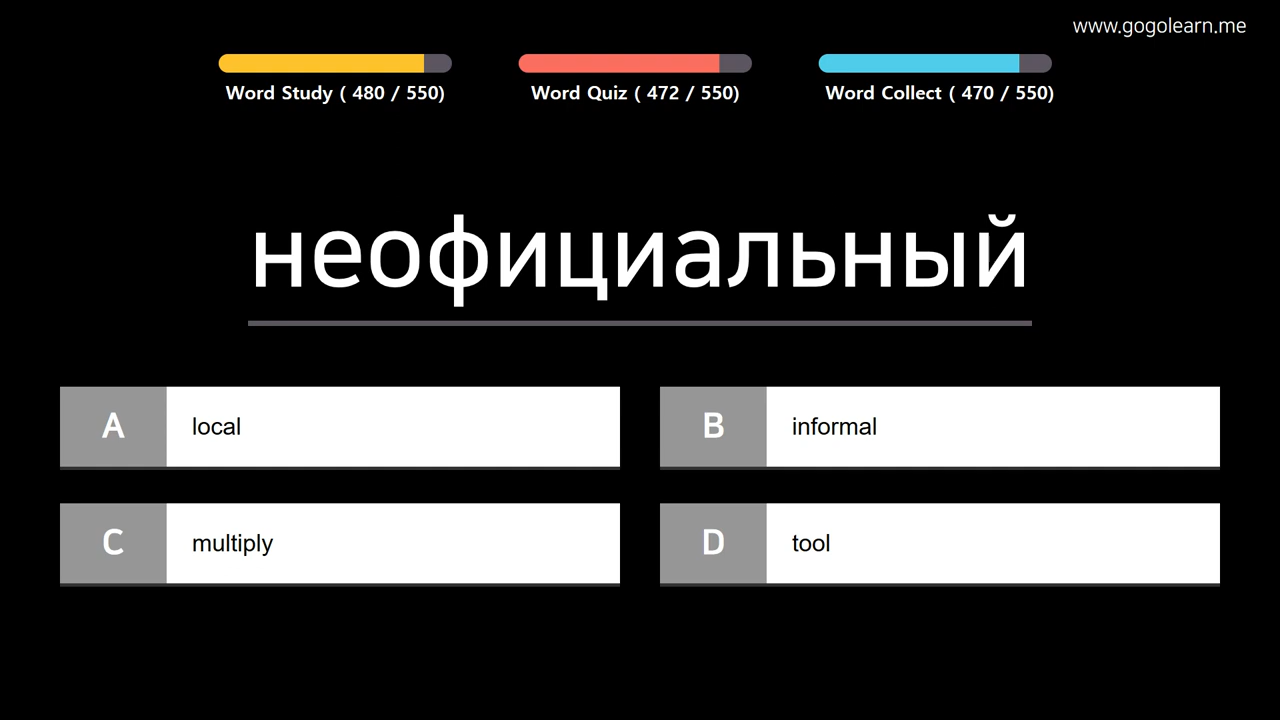 www.gogolearn.me
Word Study ( 480 / 550)
Word Quiz ( 472 / 550)
Word Collect ( 470 / 550)
неофициальный
A local
B informal
C multiply
D tool